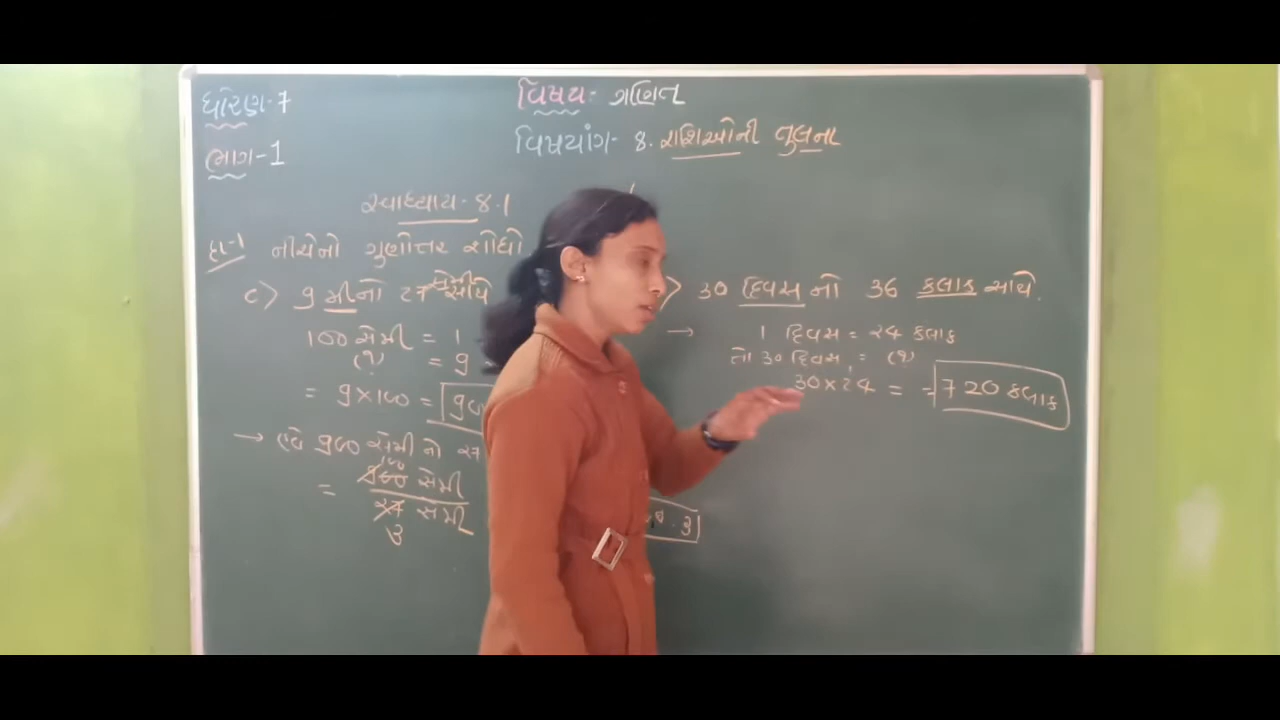 ધોરણ-7
ભાગ-1
વિષય- ગણિત
વિષયાંગ- 8. રાશિઓની તુલના
સ્વાધ્યાય- 8.1
દા-1 નીચેનો ગુણોત્તર શોધો
c> 9 મીનો 27 સેમી સાથે
100 સેમી = 1
(?) = 9
= 9×100 = 900
→ હવે 900 સેમી નો 27
= 100
900 સેમી
27 સેમી
3
3
> 30 દિવસ નો 36 કલાક સાથે.
→ 1 દિવસ = 24 કલાક
તો 30 દિવસ = (?)
30×24 = = 720 કલાક